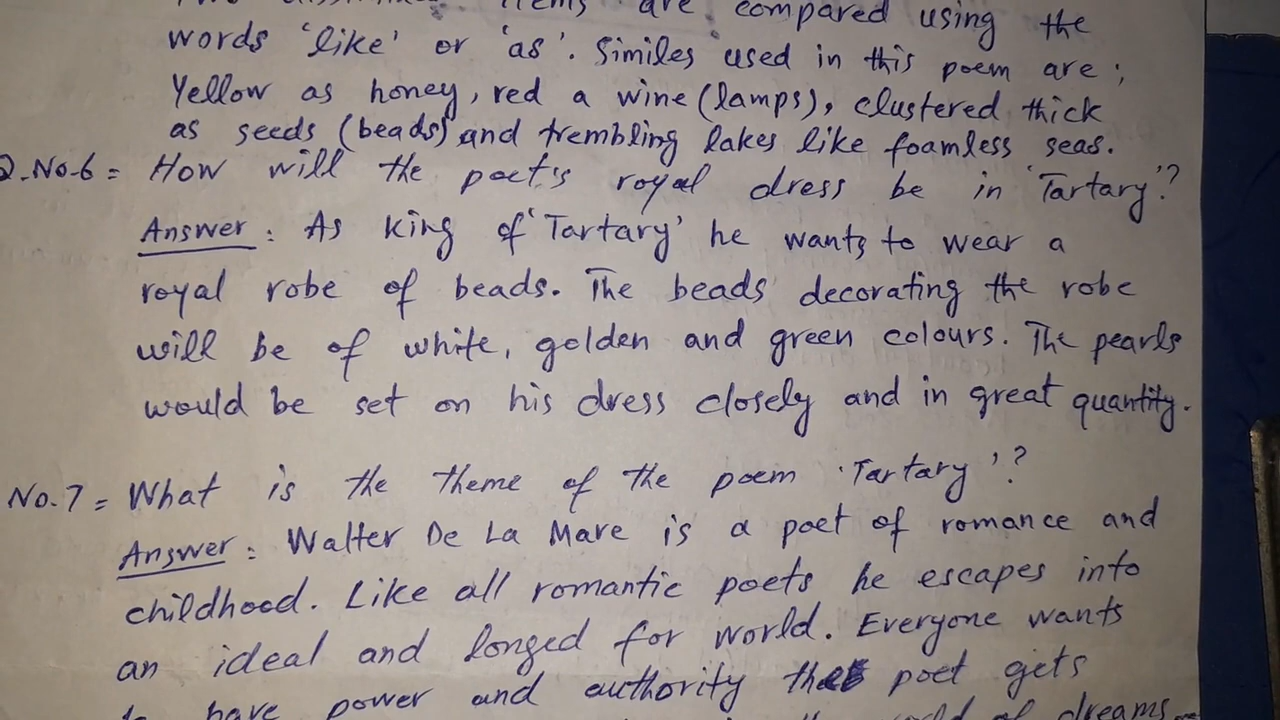 items are compared using the
words 'like' or 'as'. Similes used in this poem are ;
Yellow as honey, red a wine (lamps), clustered thick
as seeds (beads) and trembling lakes like foamless seas.
Q.No.6 = How will the poet's royal dress be in 'Tartary'?
Answer : As king of 'Tartary' he wants to wear a
royal robe of beads. The beads decorating the robe
will be of white, golden and green colours. The pearls
would be set on his dress closely and in great quantity.
No.7 = What is the theme of the poem 'Tartary'?
Answer : Walter De La Mare is a poet of romance and
childhood. Like all romantic poets he escapes into
an ideal and longed for world. Everyone wants
to have power and authority the poet gets
world of dreams